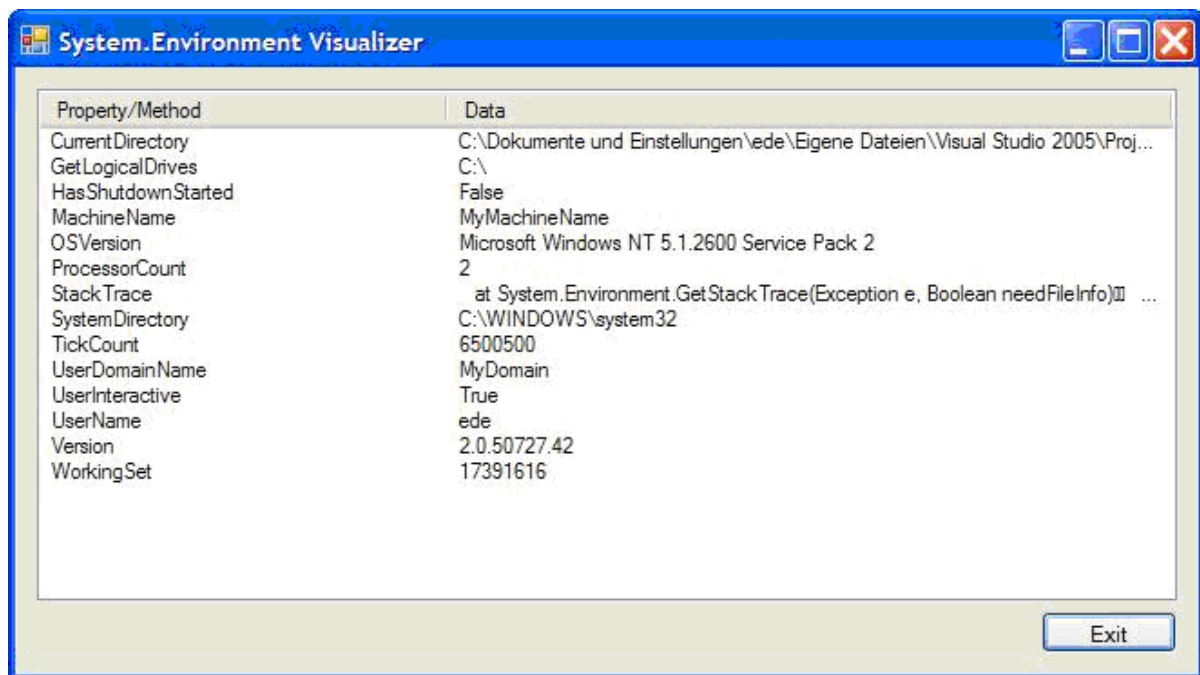 System.Environment Visualizer
Property/Method Data
CurrentDirectory C:\Dokumente und Einstellungen\ede\Eigene Dateien\Visual Studio 2005\Proj...
GetLogicalDrives C:\
HasShutdownStarted False
MachineName MyMachineName
OSVersion Microsoft Windows NT 5.1.2600 Service Pack 2
ProcessorCount 2
StackTrace at System.Environment.GetStackTrace(Exception e, Boolean needFileInfo) ...
SystemDirectory C:\WINDOWS\system32
TickCount 6500500
UserDomainName MyDomain
UserInteractive True
UserName ede
Version 2.0.50727.42
WorkingSet 17391616
Exit